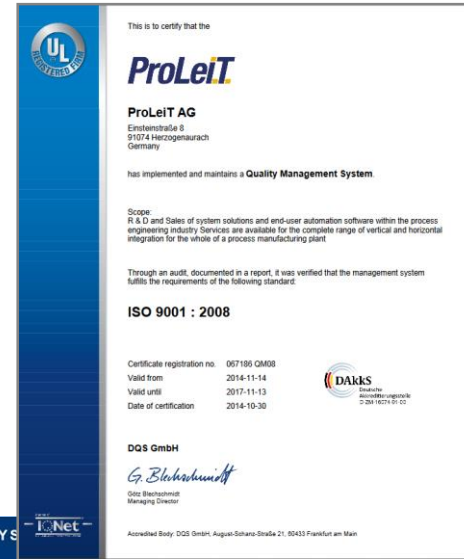 This is to certify that the
UL
REGISTERED FIRM
ProLeiT
ProLeiT AG
Einsteinstraße 8
91074 Herzogenaurach
Germany
has implemented and maintains a Quality Management System.
Scope:
R & D and Sales of system solutions and end-user automation software within the process
engineering industry Services are available for the complete range of vertical and horizontal
integration for the whole of a process manufacturing plant
Through an audit, documented in a report, it was verified that the management system
fulfills the requirements of the following standard:
ISO 9001 : 2008
Certificate registration no. 067186 QM08
Valid from 2014-11-14
Valid until 2017-11-13
Date of certification 2014-10-30
DAkkS
Deutsche
Akkreditierungsstelle
D-ZM-16074-01-00
DQS GmbH
G. Blechschmidt
Götz Blechschmidt
Managing Director
IQNet
YS
Accredited Body: DQS GmbH, August-Schanz-Straße 21, 60433 Frankfurt am Main